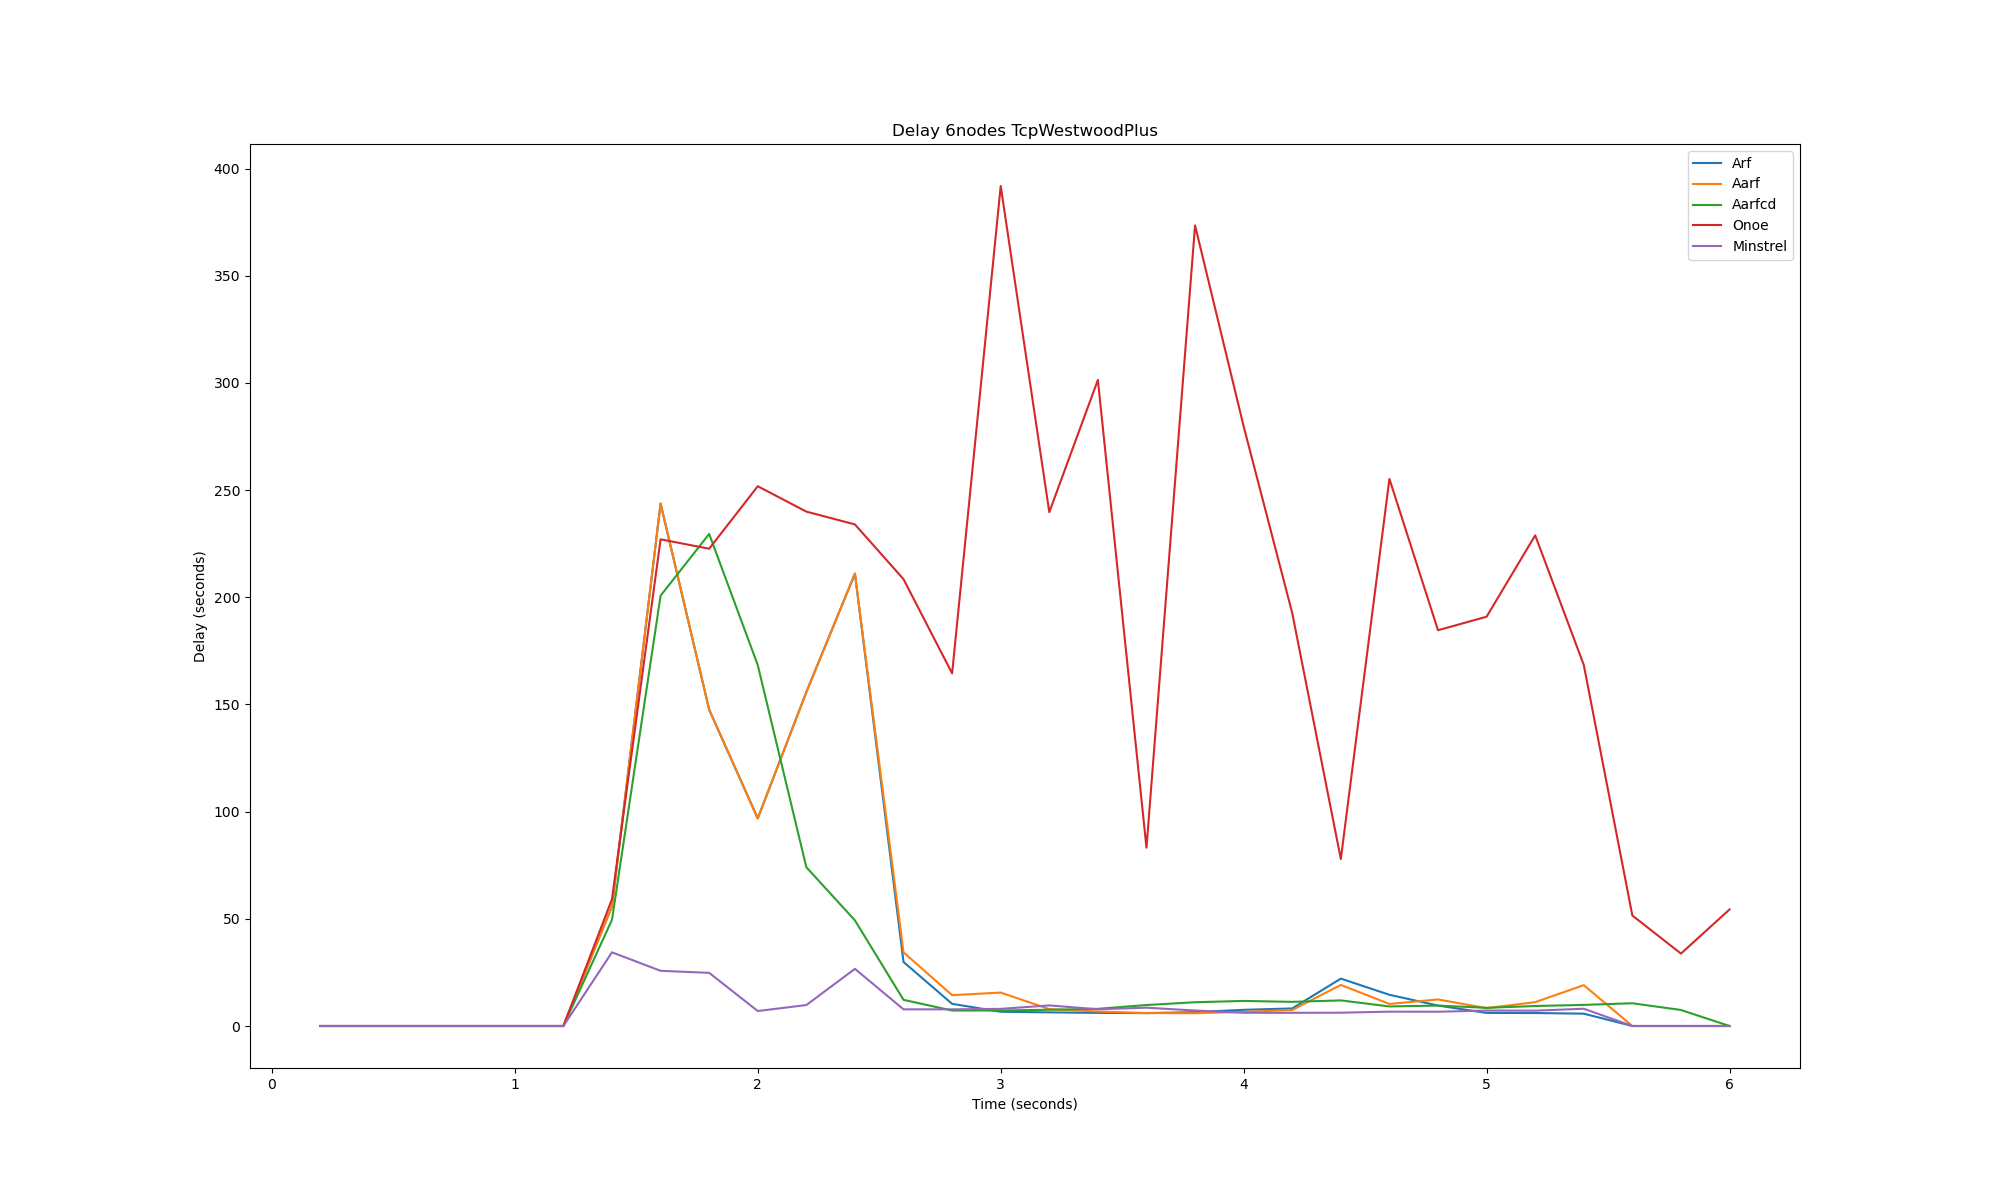 Delay 6nodes TcpWestwoodPlus
Arf
Aarf
Aarfcd
Onoe
Minstrel
400
350
300
250
200
150
100
50
0
Delay (seconds)
0 1 2 3 4 5 6
Time (seconds)